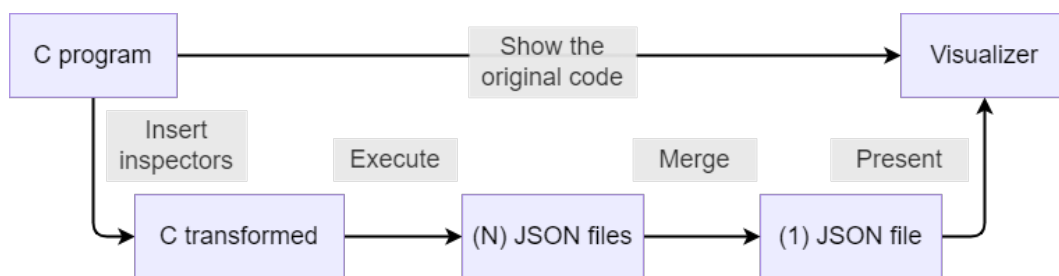 C program
Show the
original code
Visualizer
Insert
inspectors
Execute
Merge
Present
C transformed
(N) JSON files
(1) JSON file